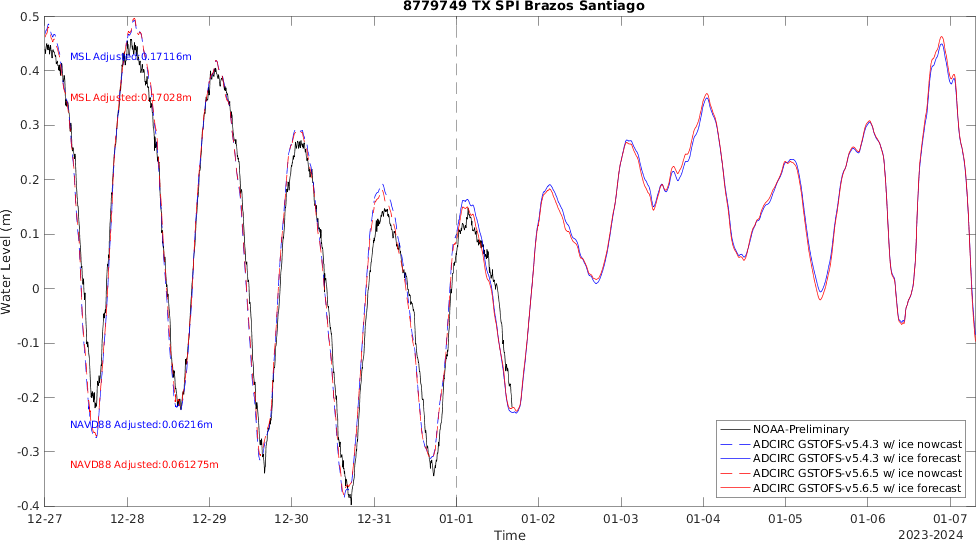 8779749 TX SPI Brazos Santiago
0.5
0.4
0.3
0.2
0.1
0
-0.1
-0.2
-0.3
-0.4
Water Level (m)
MSL Adjusted:0.17116m
MSL Adjusted:0.17028m
NAVD88 Adjusted:0.06216m
NAVD88 Adjusted:0.061275m
NOAA-Preliminary
ADCIRC GSTOFS-v5.4.3 w/ ice nowcast
ADCIRC GSTOFS-v5.4.3 w/ ice forecast
ADCIRC GSTOFS-v5.6.5 w/ ice nowcast
ADCIRC GSTOFS-v5.6.5 w/ ice forecast
12-27 12-28 12-29 12-30 12-31 01-01 01-02 01-03 01-04 01-05 01-06 01-07
Time
2023-2024